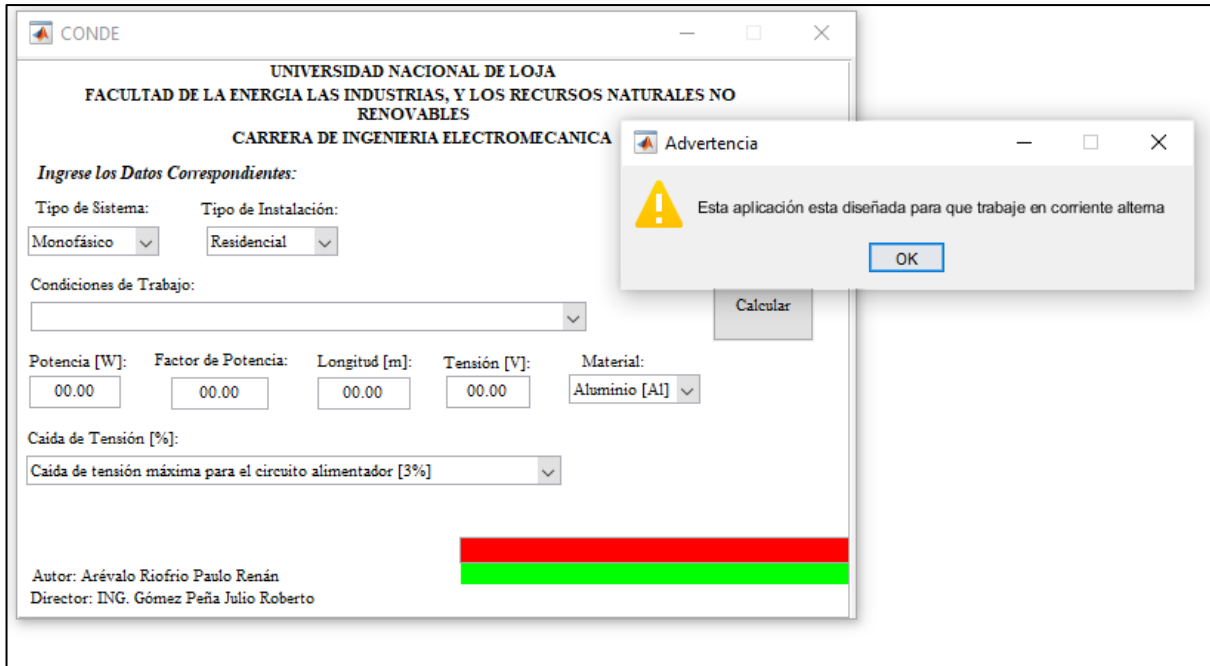 CONDE
UNIVERSIDAD NACIONAL DE LOJA
FACULTAD DE LA ENERGIA LAS INDUSTRIAS, Y LOS RECURSOS NATURALES NO
RENOVABLES
CARRERA DE INGENIERIA ELECTROMECANICA
Advertencia
Esta aplicación esta diseñada para que trabaje en corriente alterna
OK
Ingrese los Datos Correspondientes:
Tipo de Sistema: Tipo de Instalación:
Monofásico Residencial
Condiciones de Trabajo:
Calcular
Potencia [W]: Factor de Potencia: Longitud [m]: Tensión [V]: Material:
00.00 00.00 00.00 00.00 Aluminio [Al]
Caida de Tensión [%]:
Caida de tensión máxima para el circuito alimentador [3%]
Autor: Arévalo Riofrio Paulo Renán
Director: ING. Gómez Peña Julio Roberto